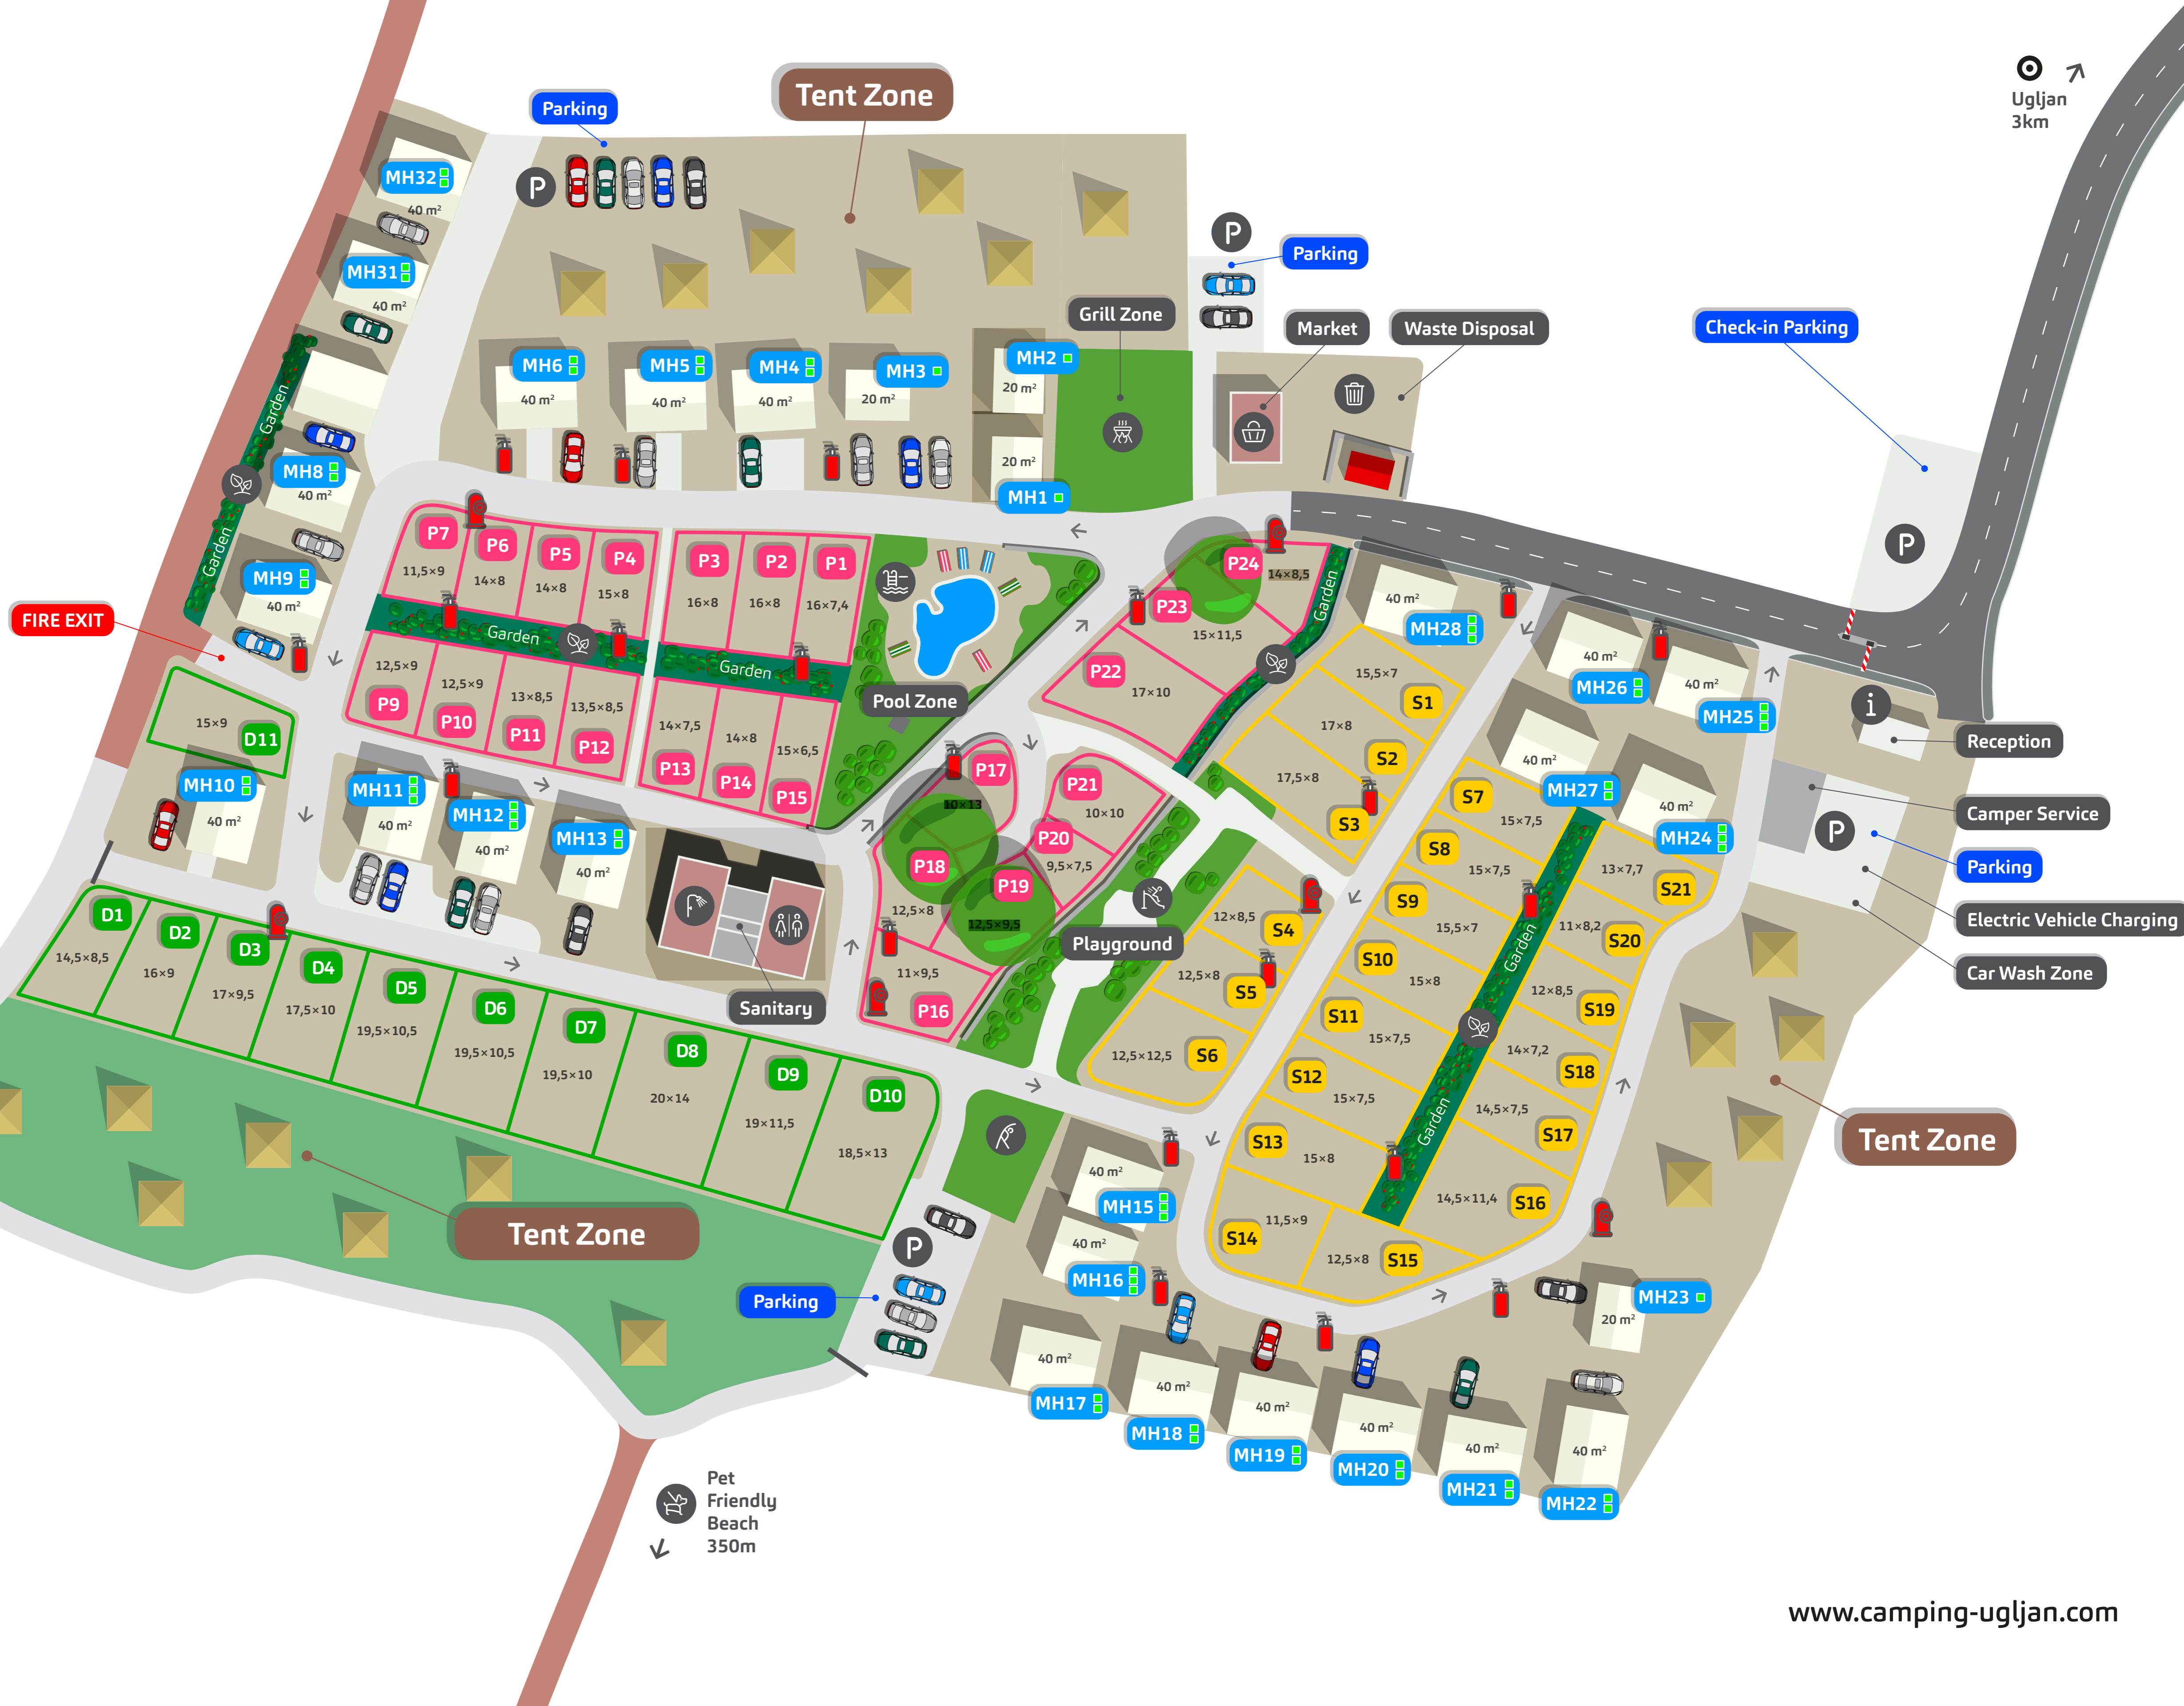 Ugljan
3km
Tent Zone
Parking
P
MH32
40 m²
MH31
40 m²
P
Parking
Grill Zone
Market
Waste Disposal
Check-in Parking
P
MH6
40 m²
MH5
40 m²
MH4
40 m²
MH3
20 m²
MH2
20 m²
20 m²
MH1
Garden
Garden
MH8
40 m²
MH9
40 m²
FIRE EXIT
P7
11,5×9
P6
14×8
P5
14×8
P4
15×8
P3
16×8
P2
16×8
P1
16×7,4
Garden
Garden
12,5×9
P9
12,5×9
P10
13×8,5
P11
13,5×8,5
P12
14×7,5
P13
14×8
P14
15×6,5
P15
Pool Zone
P24
14×8,5
P23
15×11,5
P22
17×10
Garden
40 m²
MH28
15,5×7
S1
17×8
S2
17,5×8
S3
40 m²
MH26
40 m²
MH25
40 m²
MH27
40 m²
MH24
i
Reception
Camper Service
P
Parking
Electric Vehicle Charging
Car Wash Zone
15×9
D11
MH10
40 m²
MH11
40 m²
MH12
40 m²
MH13
40 m²
Sanitary
P17
10×13
P18
12,5×8
P19
12,5×9,5
11×9,5
P16
P21
10×10
P20
9,5×7,5
Playground
12×8,5
S4
12,5×8
S5
12,5×12,5
S6
S7
15×7,5
S8
15×7,5
S9
15,5×7
S10
15×8
S11
15×7,5
S12
15×7,5
S13
15×8
S14
11,5×9
12,5×8
S15
14,5×11,4
S16
14,5×7,5
S17
14×7,2
S18
12×8,5
S19
11×8,2
S20
13×7,7
S21
Garden
Garden
Tent Zone
D1
14,5×8,5
D2
16×9
D3
17×9,5
D4
17,5×10
D5
19,5×10,5
D6
19,5×10,5
D7
19,5×10
D8
20×14
D9
19×11,5
D10
18,5×13
Tent Zone
P
Parking
40 m²
MH15
40 m²
MH16
40 m²
MH17
40 m²
MH18
40 m²
MH19
40 m²
MH20
40 m²
MH21
40 m²
MH22
MH23
20 m²
Pet
Friendly
Beach
350m
www.camping-ugljan.com